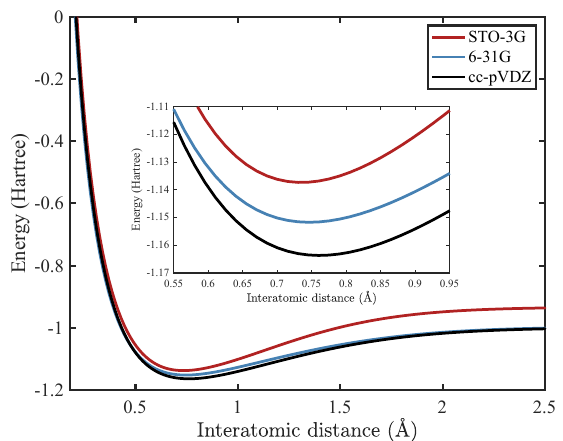 0
-0.2
-0.4
-0.6
-0.8
-1
-1.2
Energy (Hartree)
STO-3G
6-31G
cc-pVDZ
-1.11
-1.12
-1.13
-1.14
-1.15
-1.16
-1.17
Energy (Hartree)
0.55 0.6 0.65 0.7 0.75 0.8 0.85 0.9 0.95
Interatomic distance (Å)
0.5 1 1.5 2 2.5
Interatomic distance (Å)